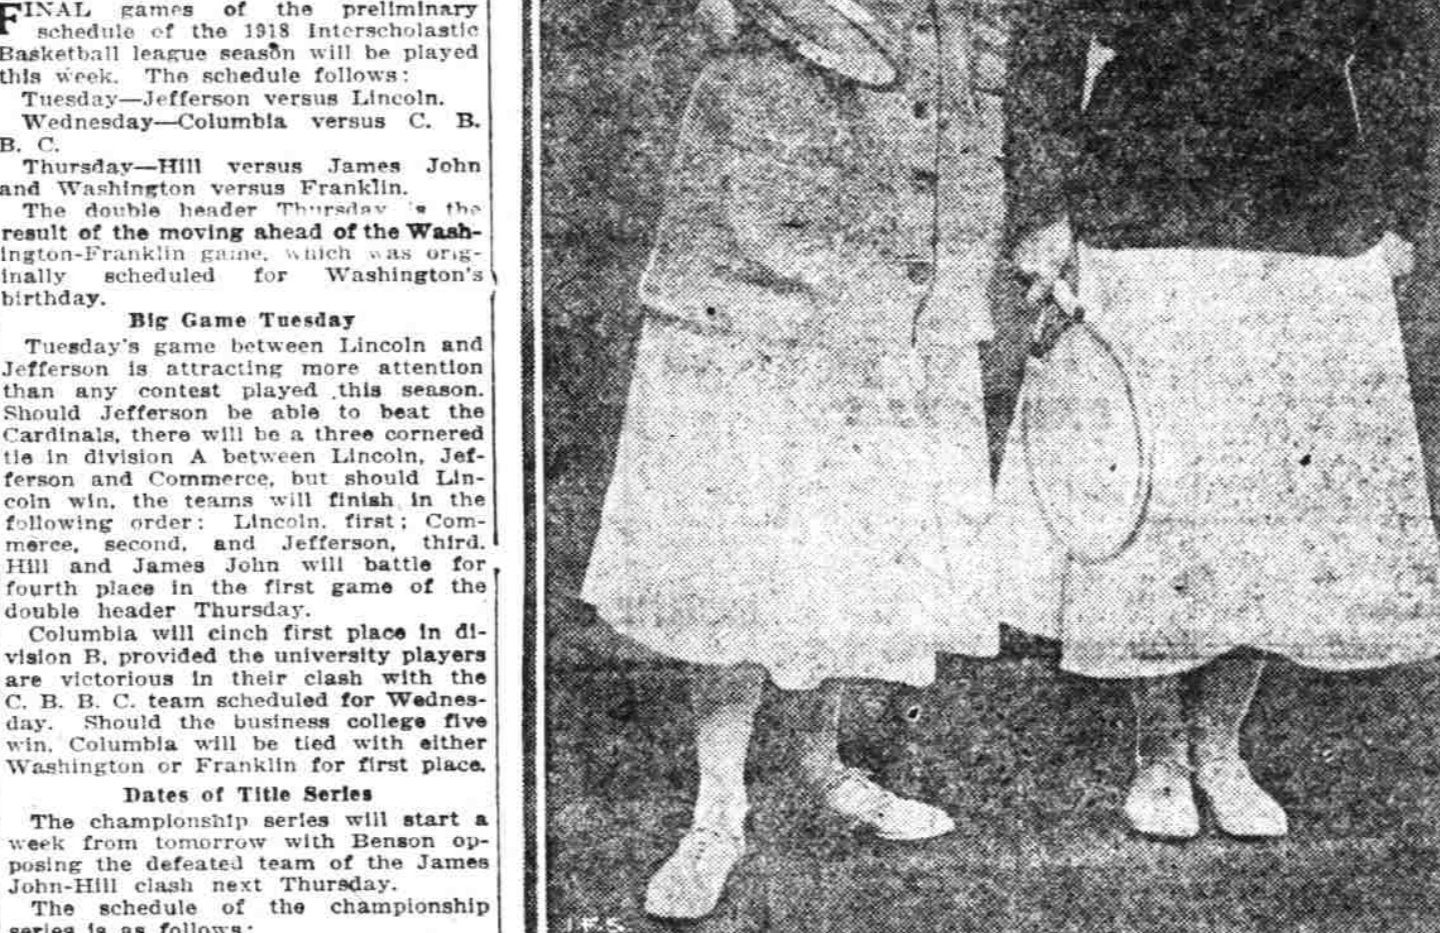 FINAL games of the preliminary
schedule of the 1918 Interscholastic
Basketball league season will be played
this week. The schedule follows:
Tuesday—Jefferson versus Lincoln.
Wednesday—Columbia versus C. B.
B. C.
Thursday—Hill versus James John
and Washington versus Franklin.
The double header Thursday is the
result of the moving ahead of the Wash-
ington-Franklin game, which was orig-
inally scheduled for Washington's
birthday.
Big Game Tuesday
Tuesday's game between Lincoln and
Jefferson is attracting more attention
than any contest played this season.
Should Jefferson be able to beat the
Cardinals, there will be a three cornered
tie in division A between Lincoln, Jef-
ferson and Commerce, but should Lin-
coln win, the teams will finish in the
following order: Lincoln, first; Com-
merce, second, and Jefferson, third.
Hill and James John will battle for
fourth place in the first game of the
double header Thursday.
Columbia will cinch first place in di-
vision B, provided the university players
are victorious in their clash with the
C. B. B. C. team scheduled for Wednes-
day. Should the business college five
win, Columbia will be tied with either
Washington or Franklin for first place.
Dates of Title Series
The championship series will start a
week from tomorrow with Benson op-
posing the defeated team of the James
John-Hill clash next Thursday.
The schedule of the championship
series is as follows: